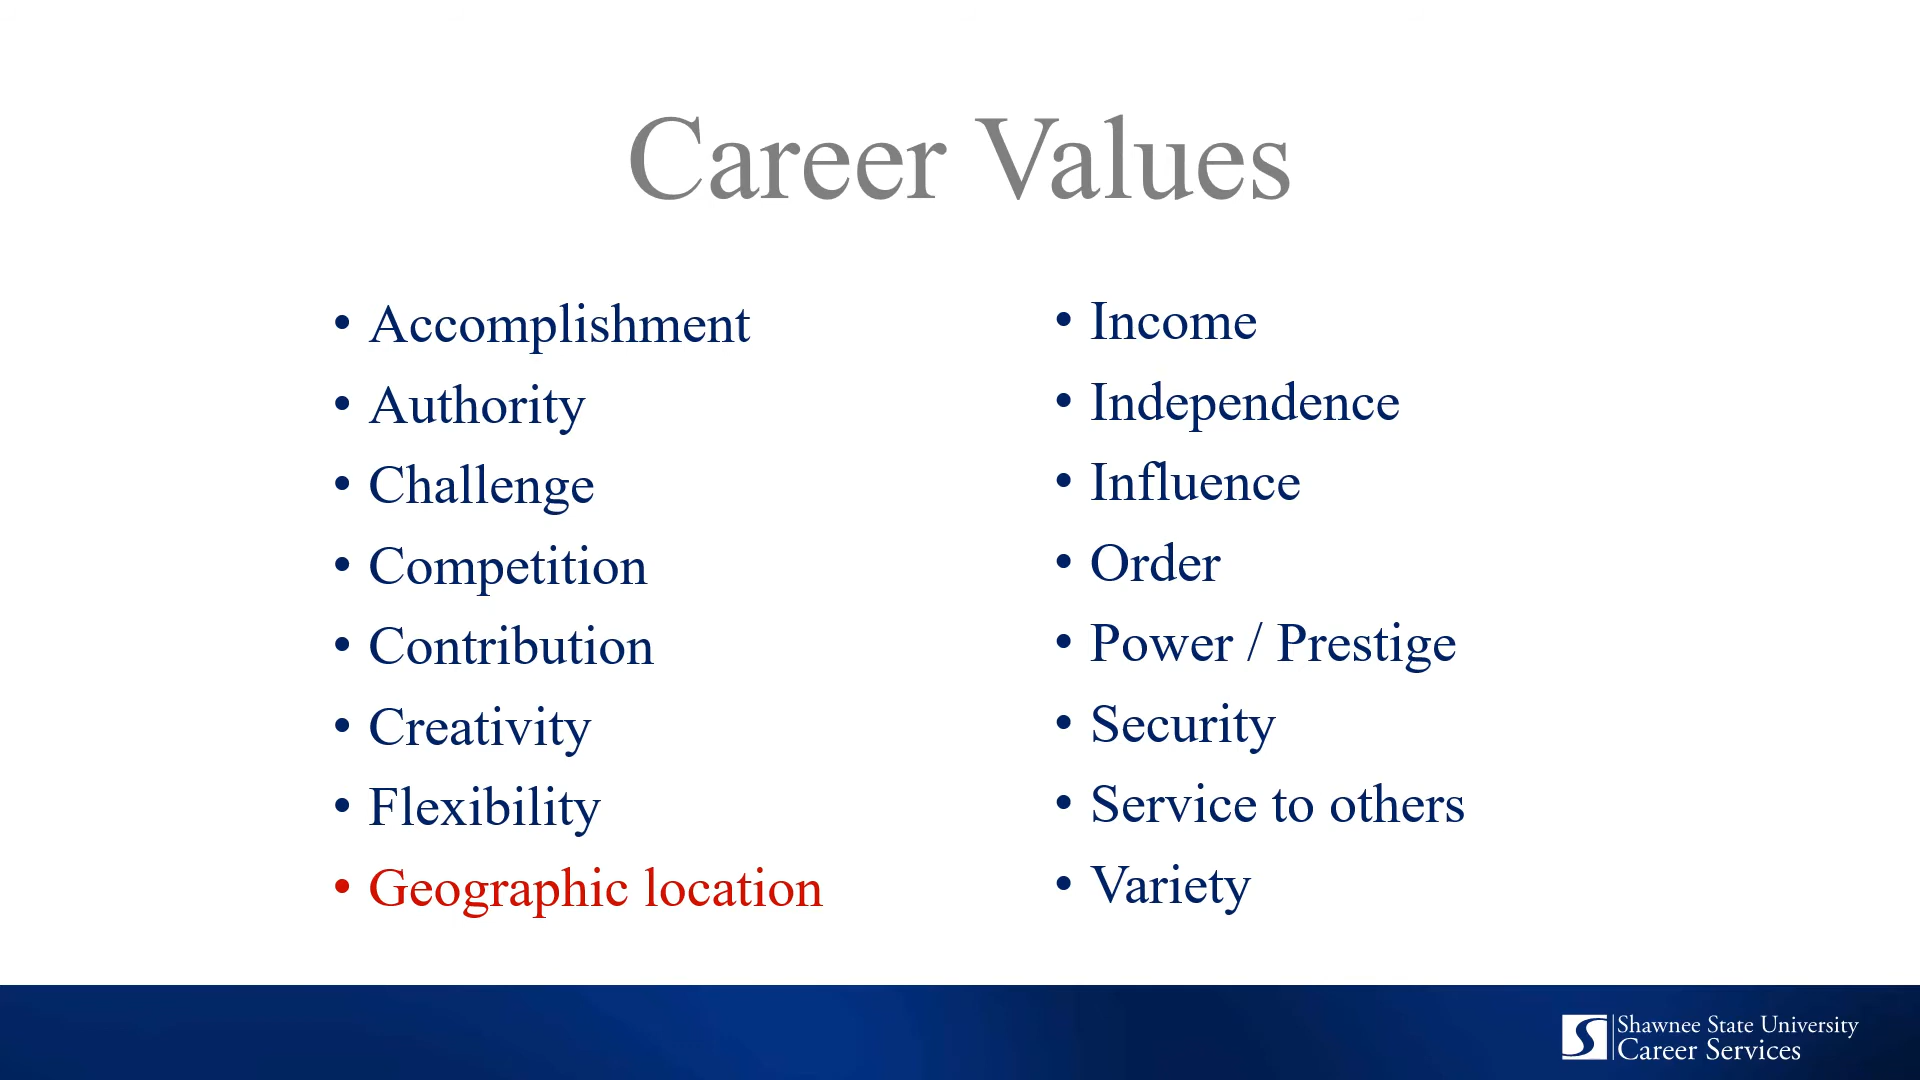 Career Values
• Accomplishment
• Authority
• Challenge
• Competition
• Contribution
• Creativity
• Flexibility
• Geographic location
• Income
• Independence
• Influence
• Order
• Power / Prestige
• Security
• Service to others
• Variety
Shawnee State University
Career Services